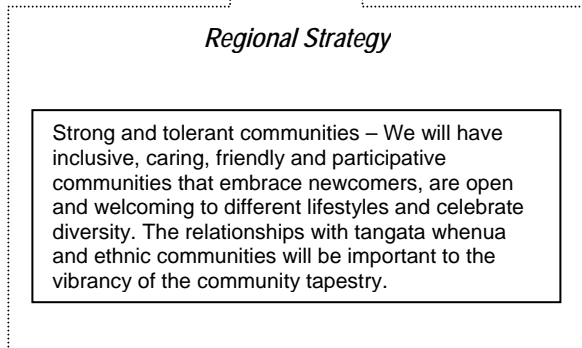 Regional Strategy
Strong and tolerant communities – We will have
inclusive, caring, friendly and participative
communities that embrace newcomers, are open
and welcoming to different lifestyles and celebrate
diversity. The relationships with tangata whenua
and ethnic communities will be important to the
vibrancy of the community tapestry.